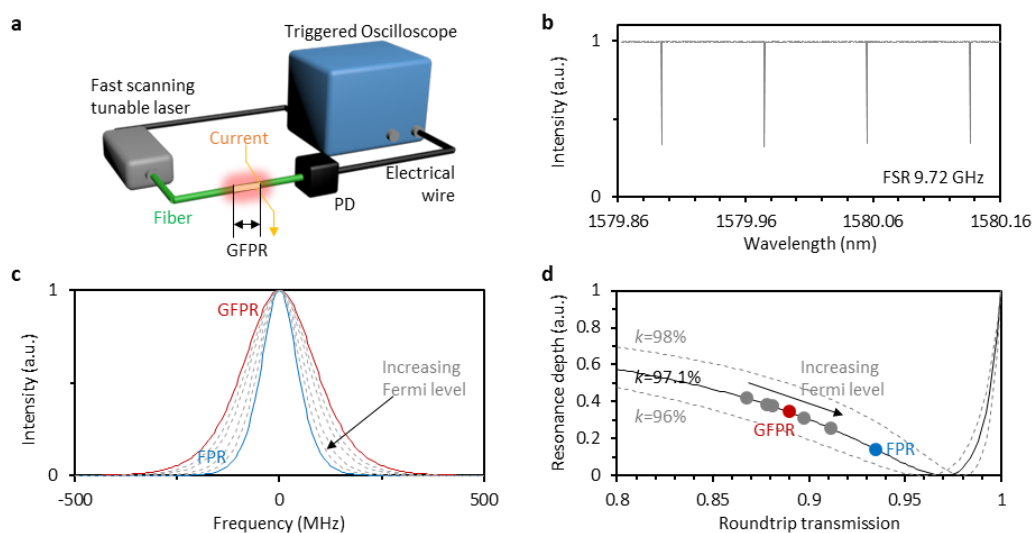 a
Triggered Oscilloscope
Fast scanning
tunable laser
Current
Electrical
wire
PD
Fiber
GFPR
b
Intensity (a.u.)
1
0
FSR 9.72 GHz
1579.86
1579.96
1580.06
1580.16
Wavelength (nm)
c
Intensity (a.u.)
1
0
GFPR
FPR
Increasing
Fermi level
-500
0
500
Frequency (MHz)
d
Resonance depth (a.u.)
1
0.8
0.6
0.4
0.2
0
k=98%
k=97.1%
k=96%
Increasing
Fermi level
GFPR
FPR
0.8
0.85
0.9
0.95
1
Roundtrip transmission